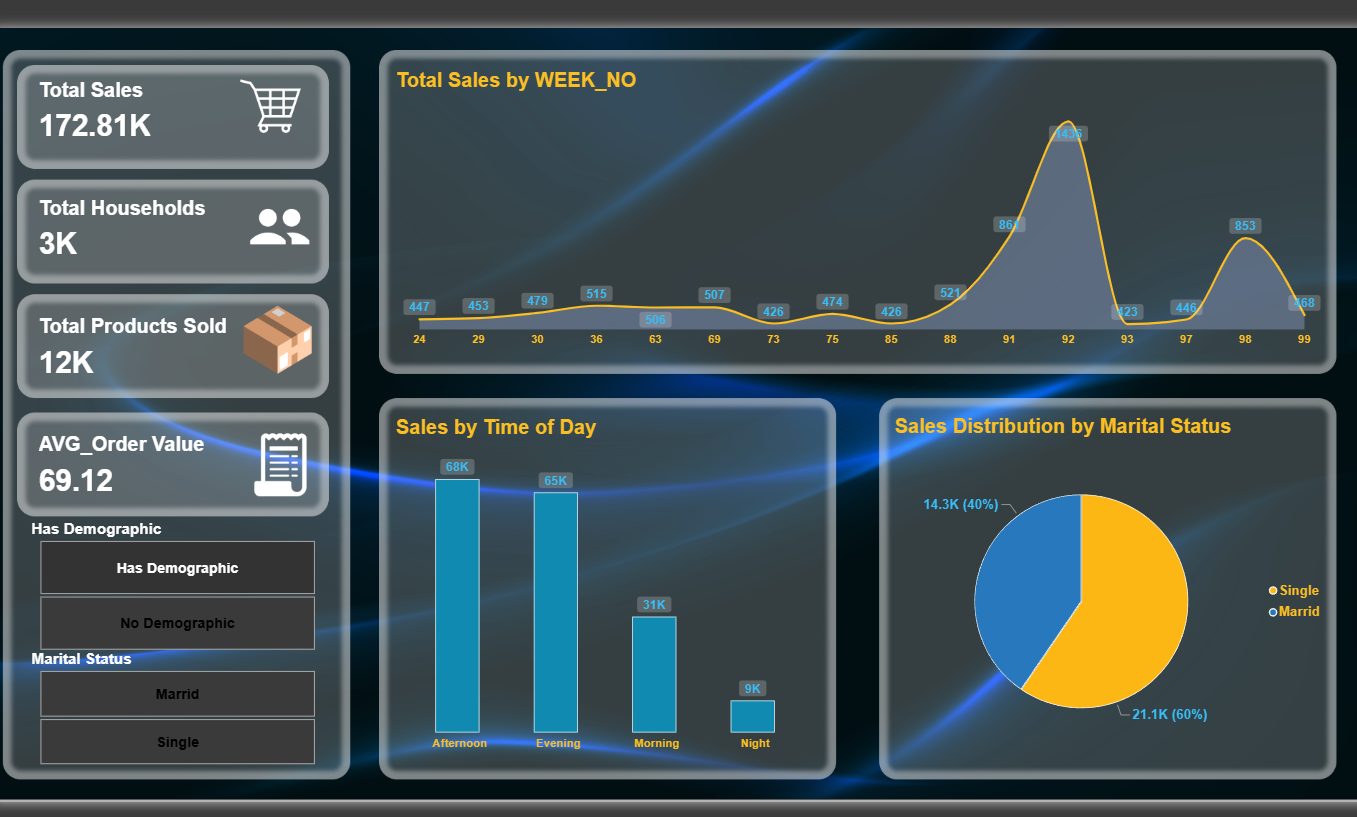 Total Sales
172.81K
Total Households
3K
Total Products Sold
12K
AVG_Order Value
69.12
Has Demographic
Has Demographic
No Demographic
Marital Status
Marrid
Single
Total Sales by WEEK_NO
447 453 479 515 506 507 426 474 426 521 861 1436 423 446 853 468
24 29 30 36 63 69 73 75 85 88 91 92 93 97 98 99
Sales by Time of Day
68K 65K 31K 9K
Afternoon Evening Morning Night
Sales Distribution by Marital Status
14.3K (40%)
21.1K (60%)
Single
Marrid